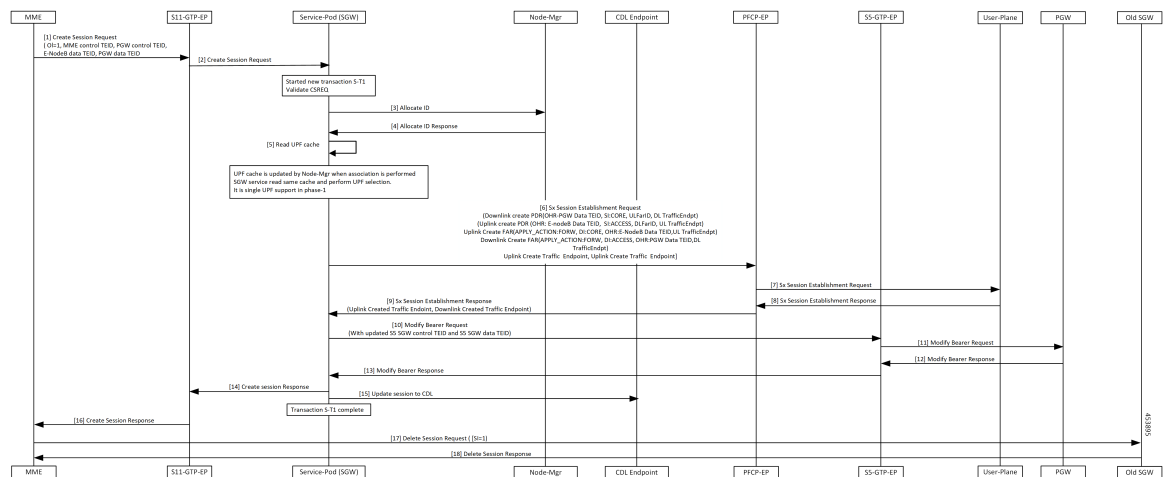 MME
S11-GTP-EP
Service-Pod (SGW)
Node-Mgr
CDL Endpoint
PFCP-EP
S5-GTP-EP
User-Plane
PGW
Old SGW
[1] Create Session Request
( OI=1, MME control TEID, PGW control TEID,
E-NodeB data TEID, PGW data TEID
[2] Create Session Request
Started new transaction S-T1
Validate CSREQ
[3] Allocate ID
[4] Allocate ID Response
[5] Read UPF cache
UPF cache is updated by Node-Mgr when association is performed
SGW service read same cache and perform UPF selection.
It is single UPF support in phase-1
[6] Sx Session Establishment Request
(Downlink create PDR(OHR-PGW Data TEID, SI:CORE, ULFarID, DL TrafficEndpt)
(Uplink create PDR (OHR: E-nodeB Data TEID, SI:ACCESS, DLFarID, UL TrafficEndpt)
Uplink Create FAR(APPLY_ACTION:FORW, DI:CORE, OHR:E-NodeB Data TEID,UL TrafficEndpt)
Downlink Create FAR(APPLY_ACTION:FORW, DI:ACCESS, OHR:PGW Data TEID,DL
TrafficEndpt)
Uplink Create Traffic Endpoint, Uplink Create Traffic Endpoint]
[7] Sx Session Establishment Request
[8] Sx Session Establishment Response
[9] Sx Session Establishment Response
(Uplink Created Traffic Endoint, Downlink Created Traffic Endpoint)
[10] Modify Bearer Request
(With updated S5 SGW control TEID and S5 SGW data TEID)
[11] Modify Bearer Request
[12] Modify Bearer Response
[13] Modify Bearer Response
[14] Create session Response
[15] Update session to CDL
Transaction S-T1 complete
[16] Create Session Response
453895
[17] Delete Session Request ( [SI=1)
[18] Delete Session Response
MME
S11-GTP-EP
Service-Pod (SGW)
Node-Mgr
CDL Endpoint
PFCP-EP
S5-GTP-EP
User-Plane
PGW
Old SGW